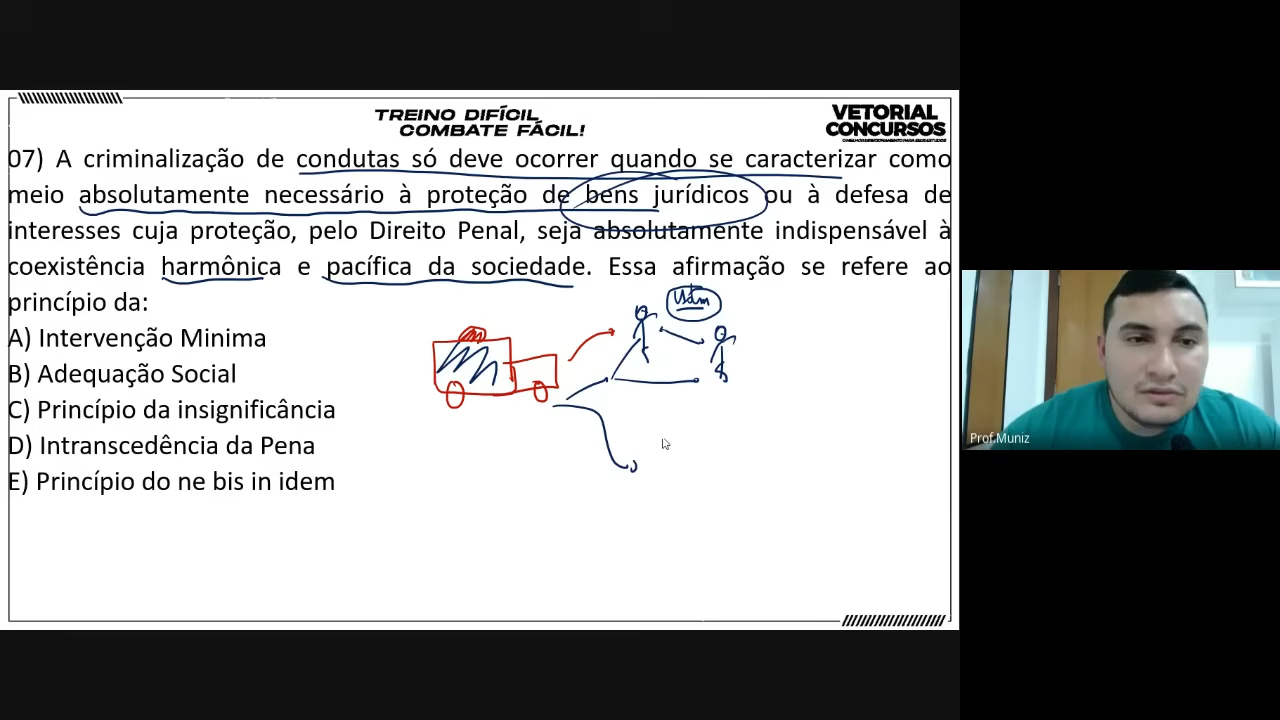 TREINO DIFÍCIL
COMBATE FÁCIL!
VETORIAL
CONCURSOS
07) A criminalização de condutas só deve ocorrer quando se caracterizar como
meio absolutamente necessário à proteção de bens jurídicos ou à defesa de
interesses cuja proteção, pelo Direito Penal, seja absolutamente indispensável à
coexistência harmônica e pacífica da sociedade. Essa afirmação se refere ao
princípio da:
A) Intervenção Minima
B) Adequação Social
C) Princípio da insignificância
D) Intranscedência da Pena
E) Princípio do ne bis in idem
Prof.Muniz